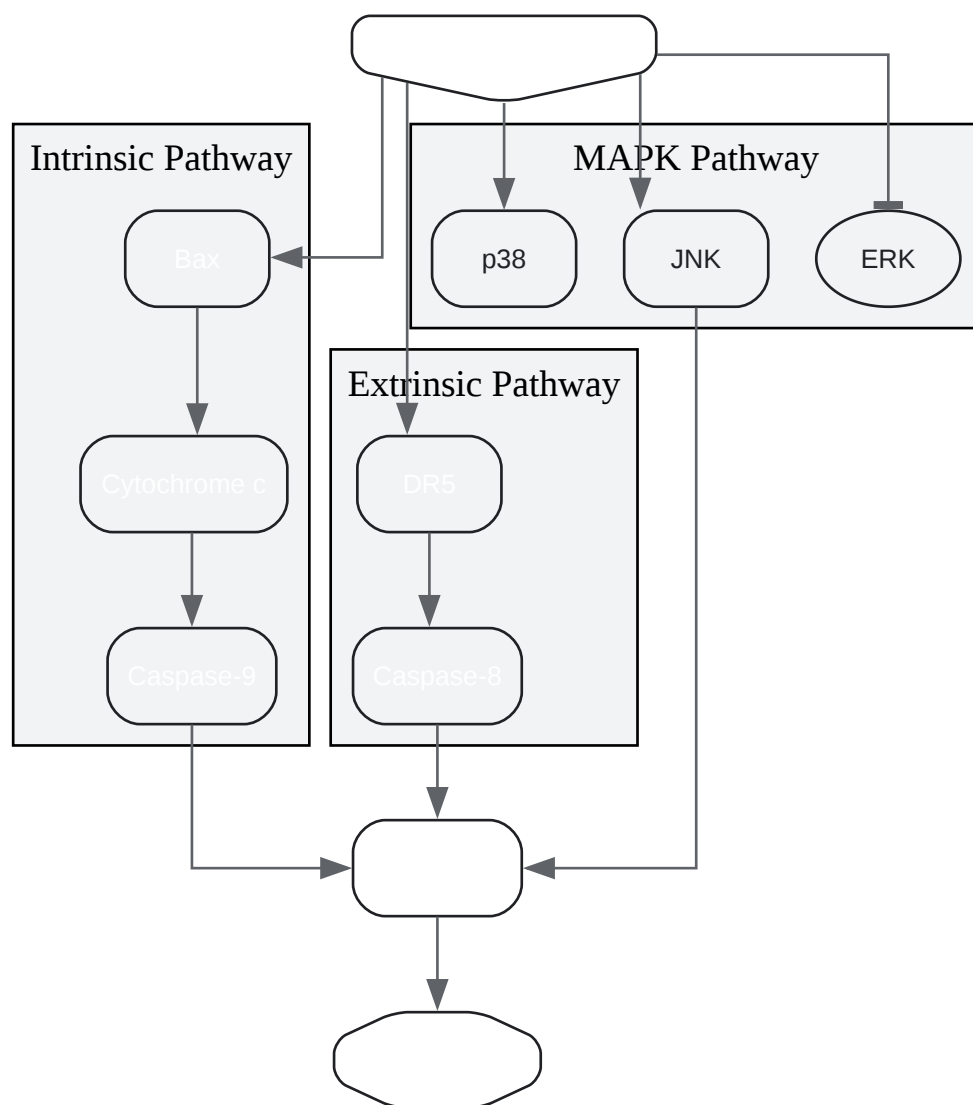 Intrinsic Pathway
MAPK Pathway
Bax
p38
JNK
ERK
Extrinsic Pathway
Cytochrome c
DR5
Caspase-9
Caspase-8